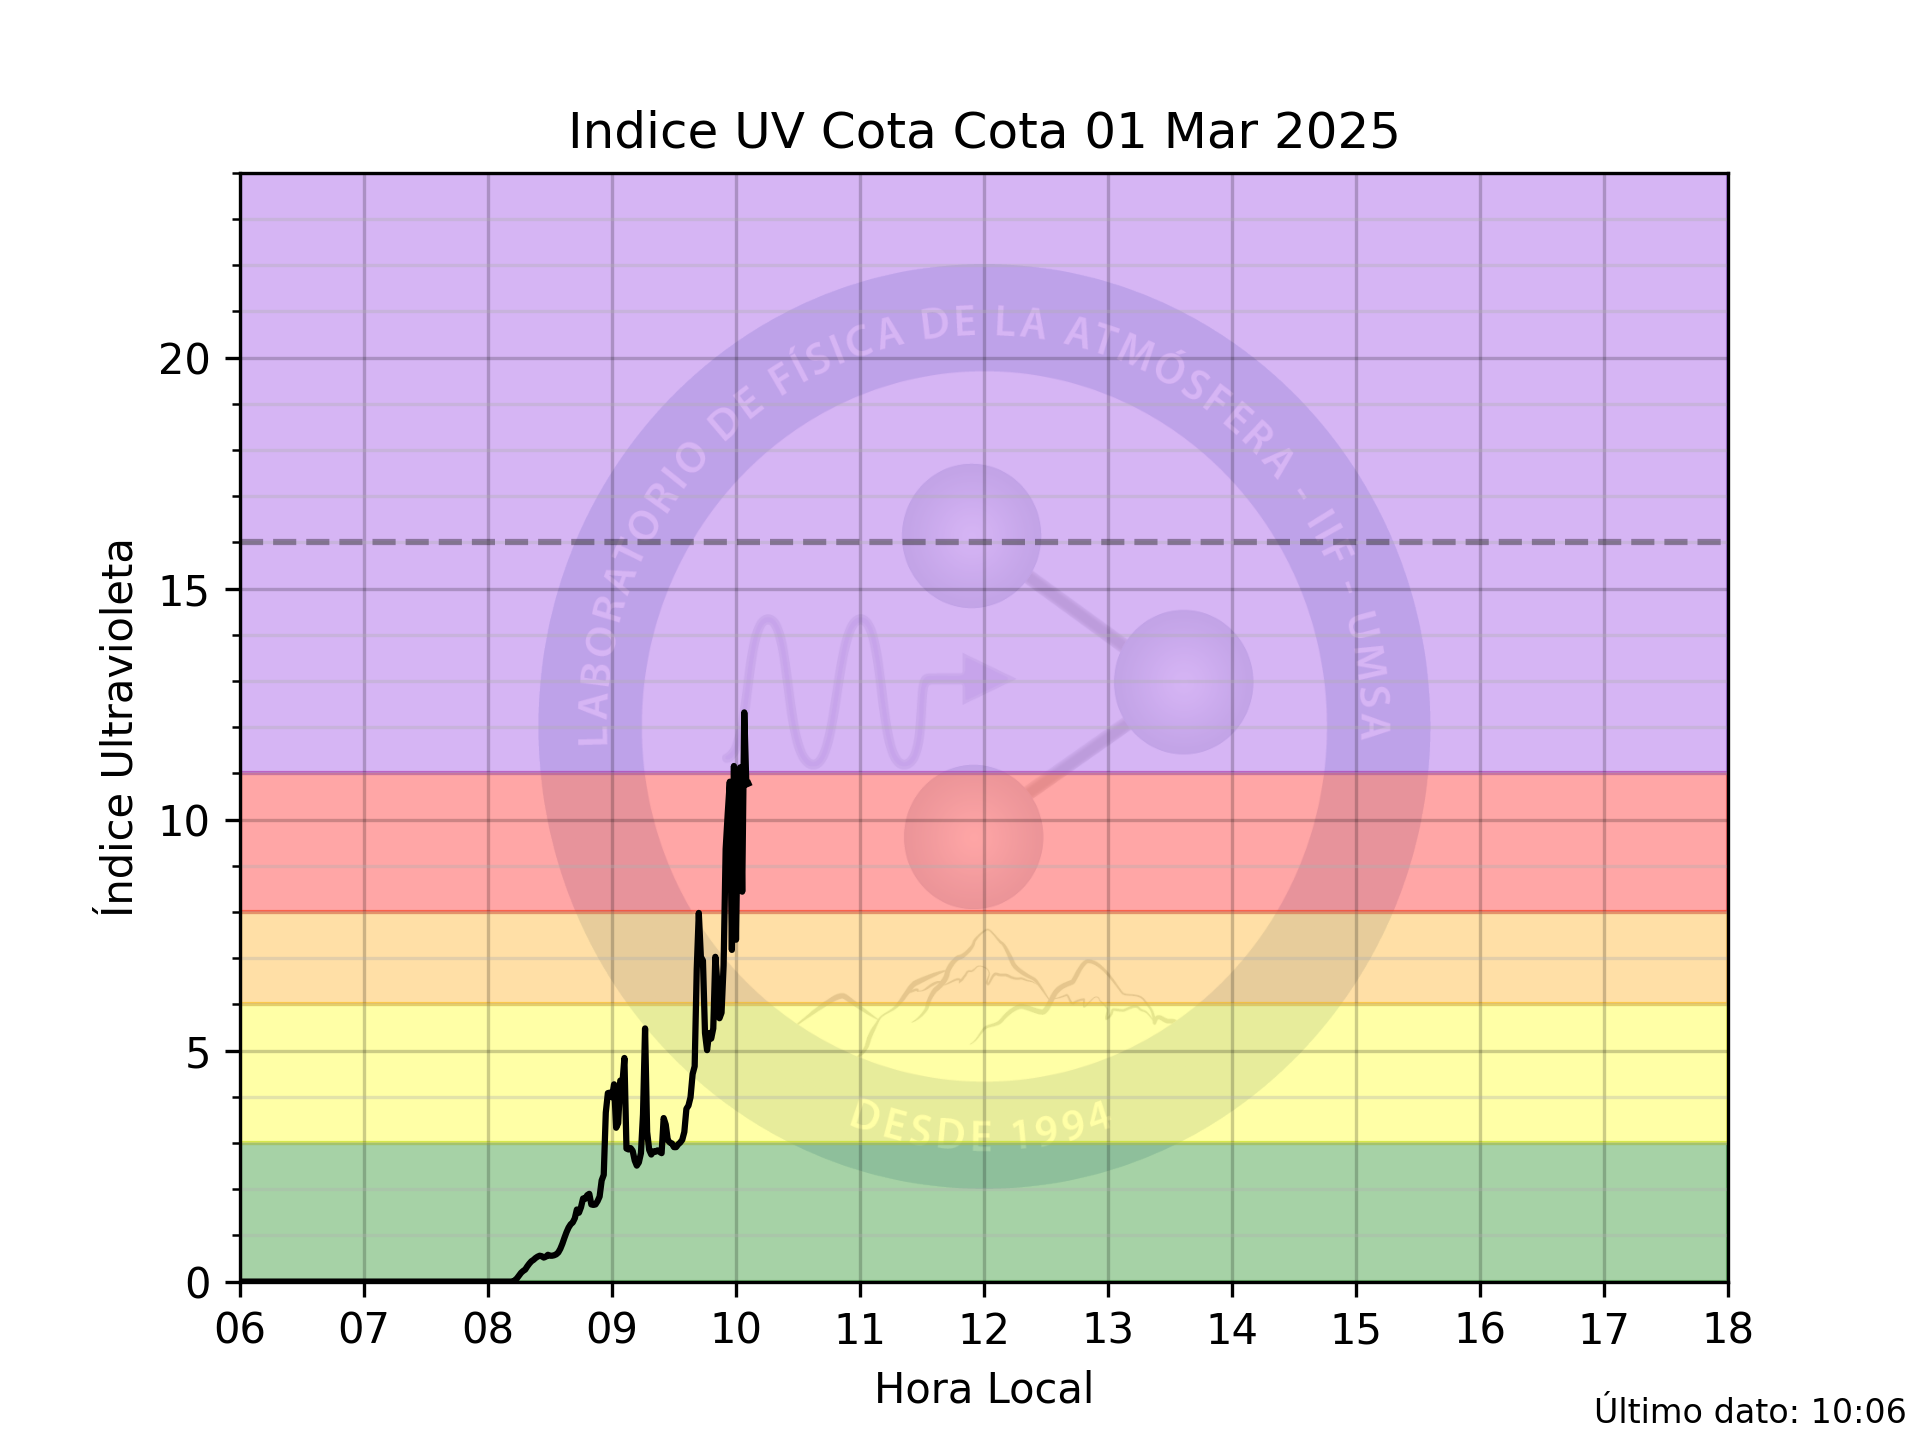 Indice UV Cota Cota 01 Mar 2025
Índice Ultravioleta
20
15
10
5
0
LABORATORIO DE FÍSICA DE LA ATMÓSFERA - IIF - UMSA
DESDE 1994
06 07 08 09 10 11 12 13 14 15 16 17 18
Hora Local
Último dato: 10:06